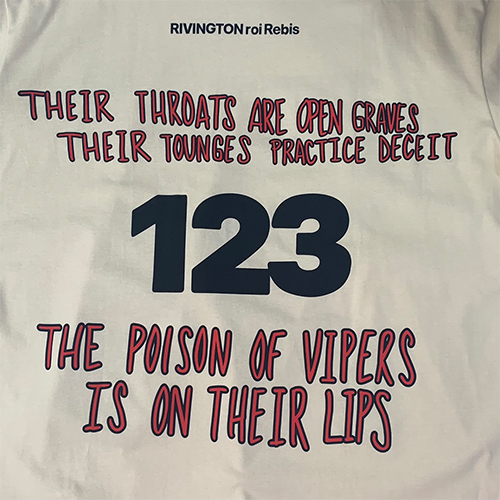 RIVINGTON roi Rebis
THEIR THROATS ARE OPEN GRAVES
THEIR TOUNGES PRACTICE DECEIT
123
THE POISON OF VIPERS
IS ON THEIR LIPS